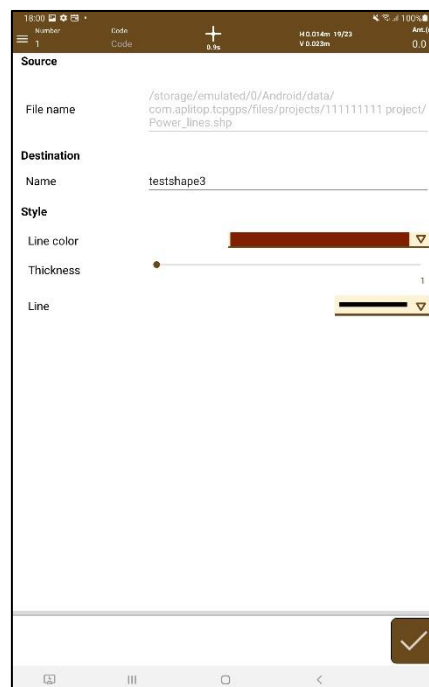 18:00
100%
Number
Code
H 0.014m 19/23
Ant.(
1
Code
0.9s
V 0.023m
0.0
Source
File name
/storage/emulated/0/Android/data/
com.aplitop.tcpgps/files/projects/111111111 project/
Power_lines.shp
Destination
Name
testshape3
Style
Line color
Thickness
1
Line